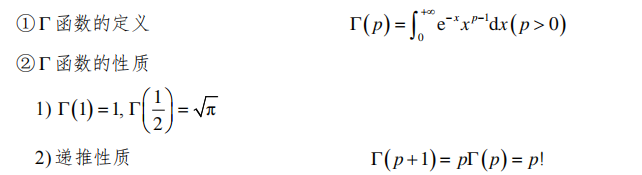 ①Γ函数的定义 Γ(p)=∫₀^{+∞} e^{-x}x^{p-1}dx(p>0)
②Γ函数的性质
1) Γ(1)=1, Γ(1/2)=√π
2)递推性质 Γ(p+1)=pΓ(p)=p!